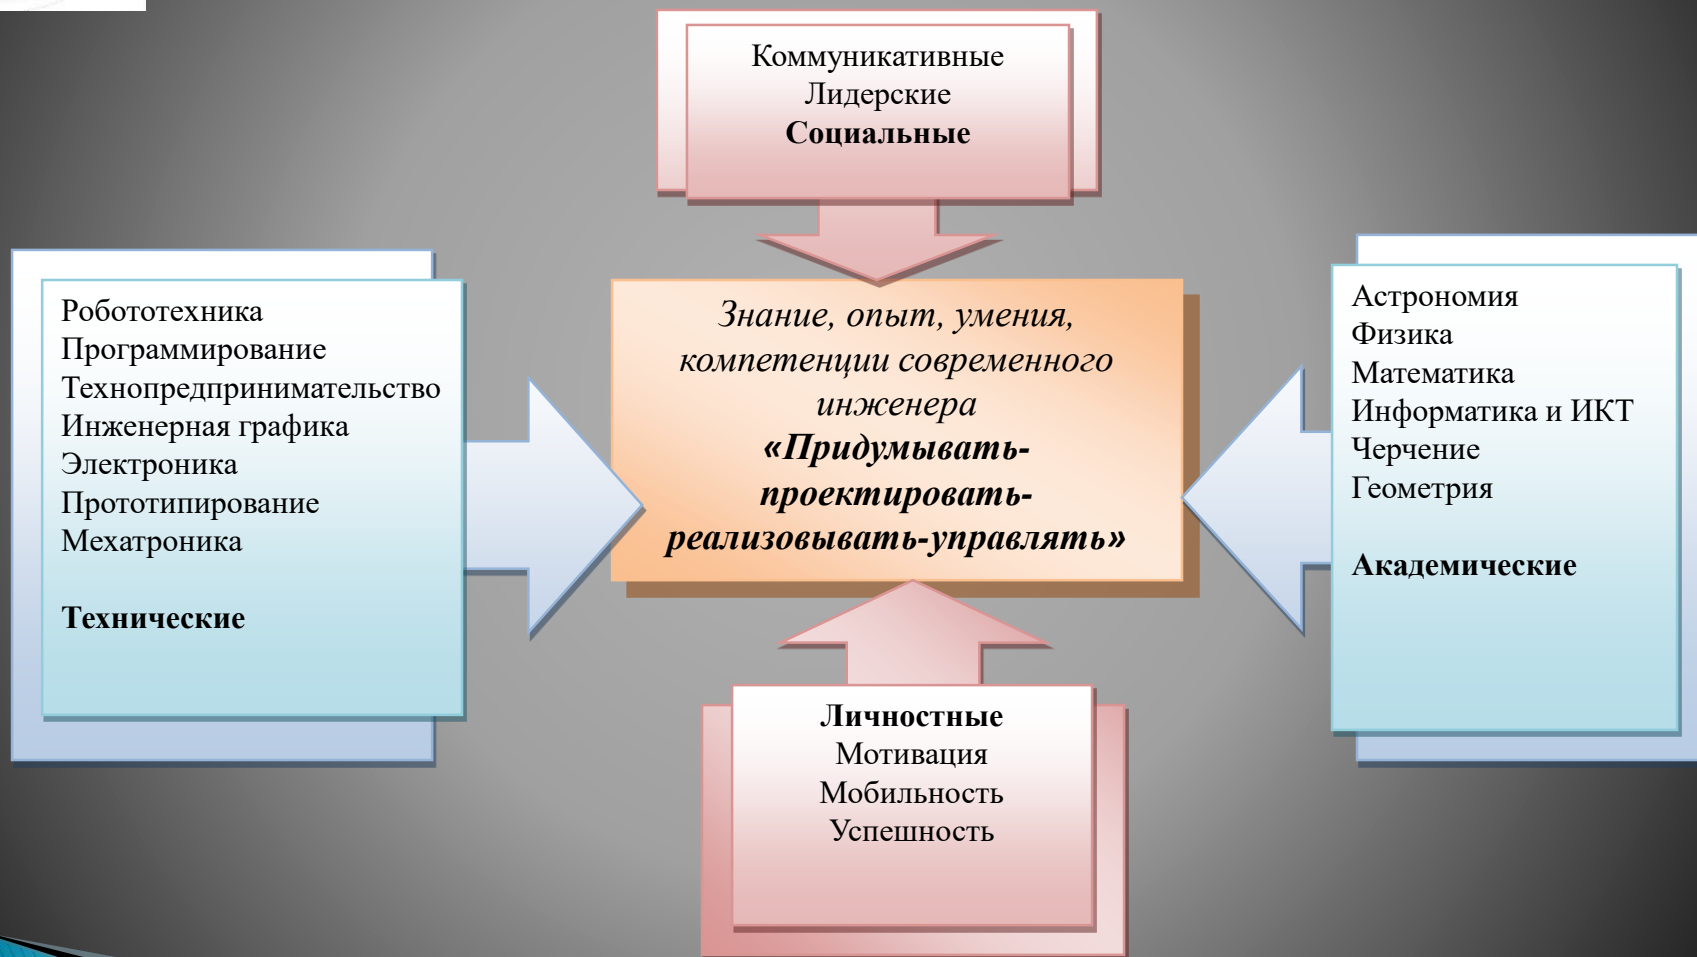 Коммуникативные
Лидерские
Социальные
Робототехника
Программирование
Технопредпринимательство
Инженерная графика
Электроника
Прототипирование
Мехатроника
Технические
Знание, опыт, умения,
компетенции современного
инженера
«Придумывать-
проектировать-
реализовывать-управлять»
Астрономия
Физика
Математика
Информатика и ИКТ
Черчение
Геометрия
Академические
Личностные
Мотивация
Мобильность
Успешность